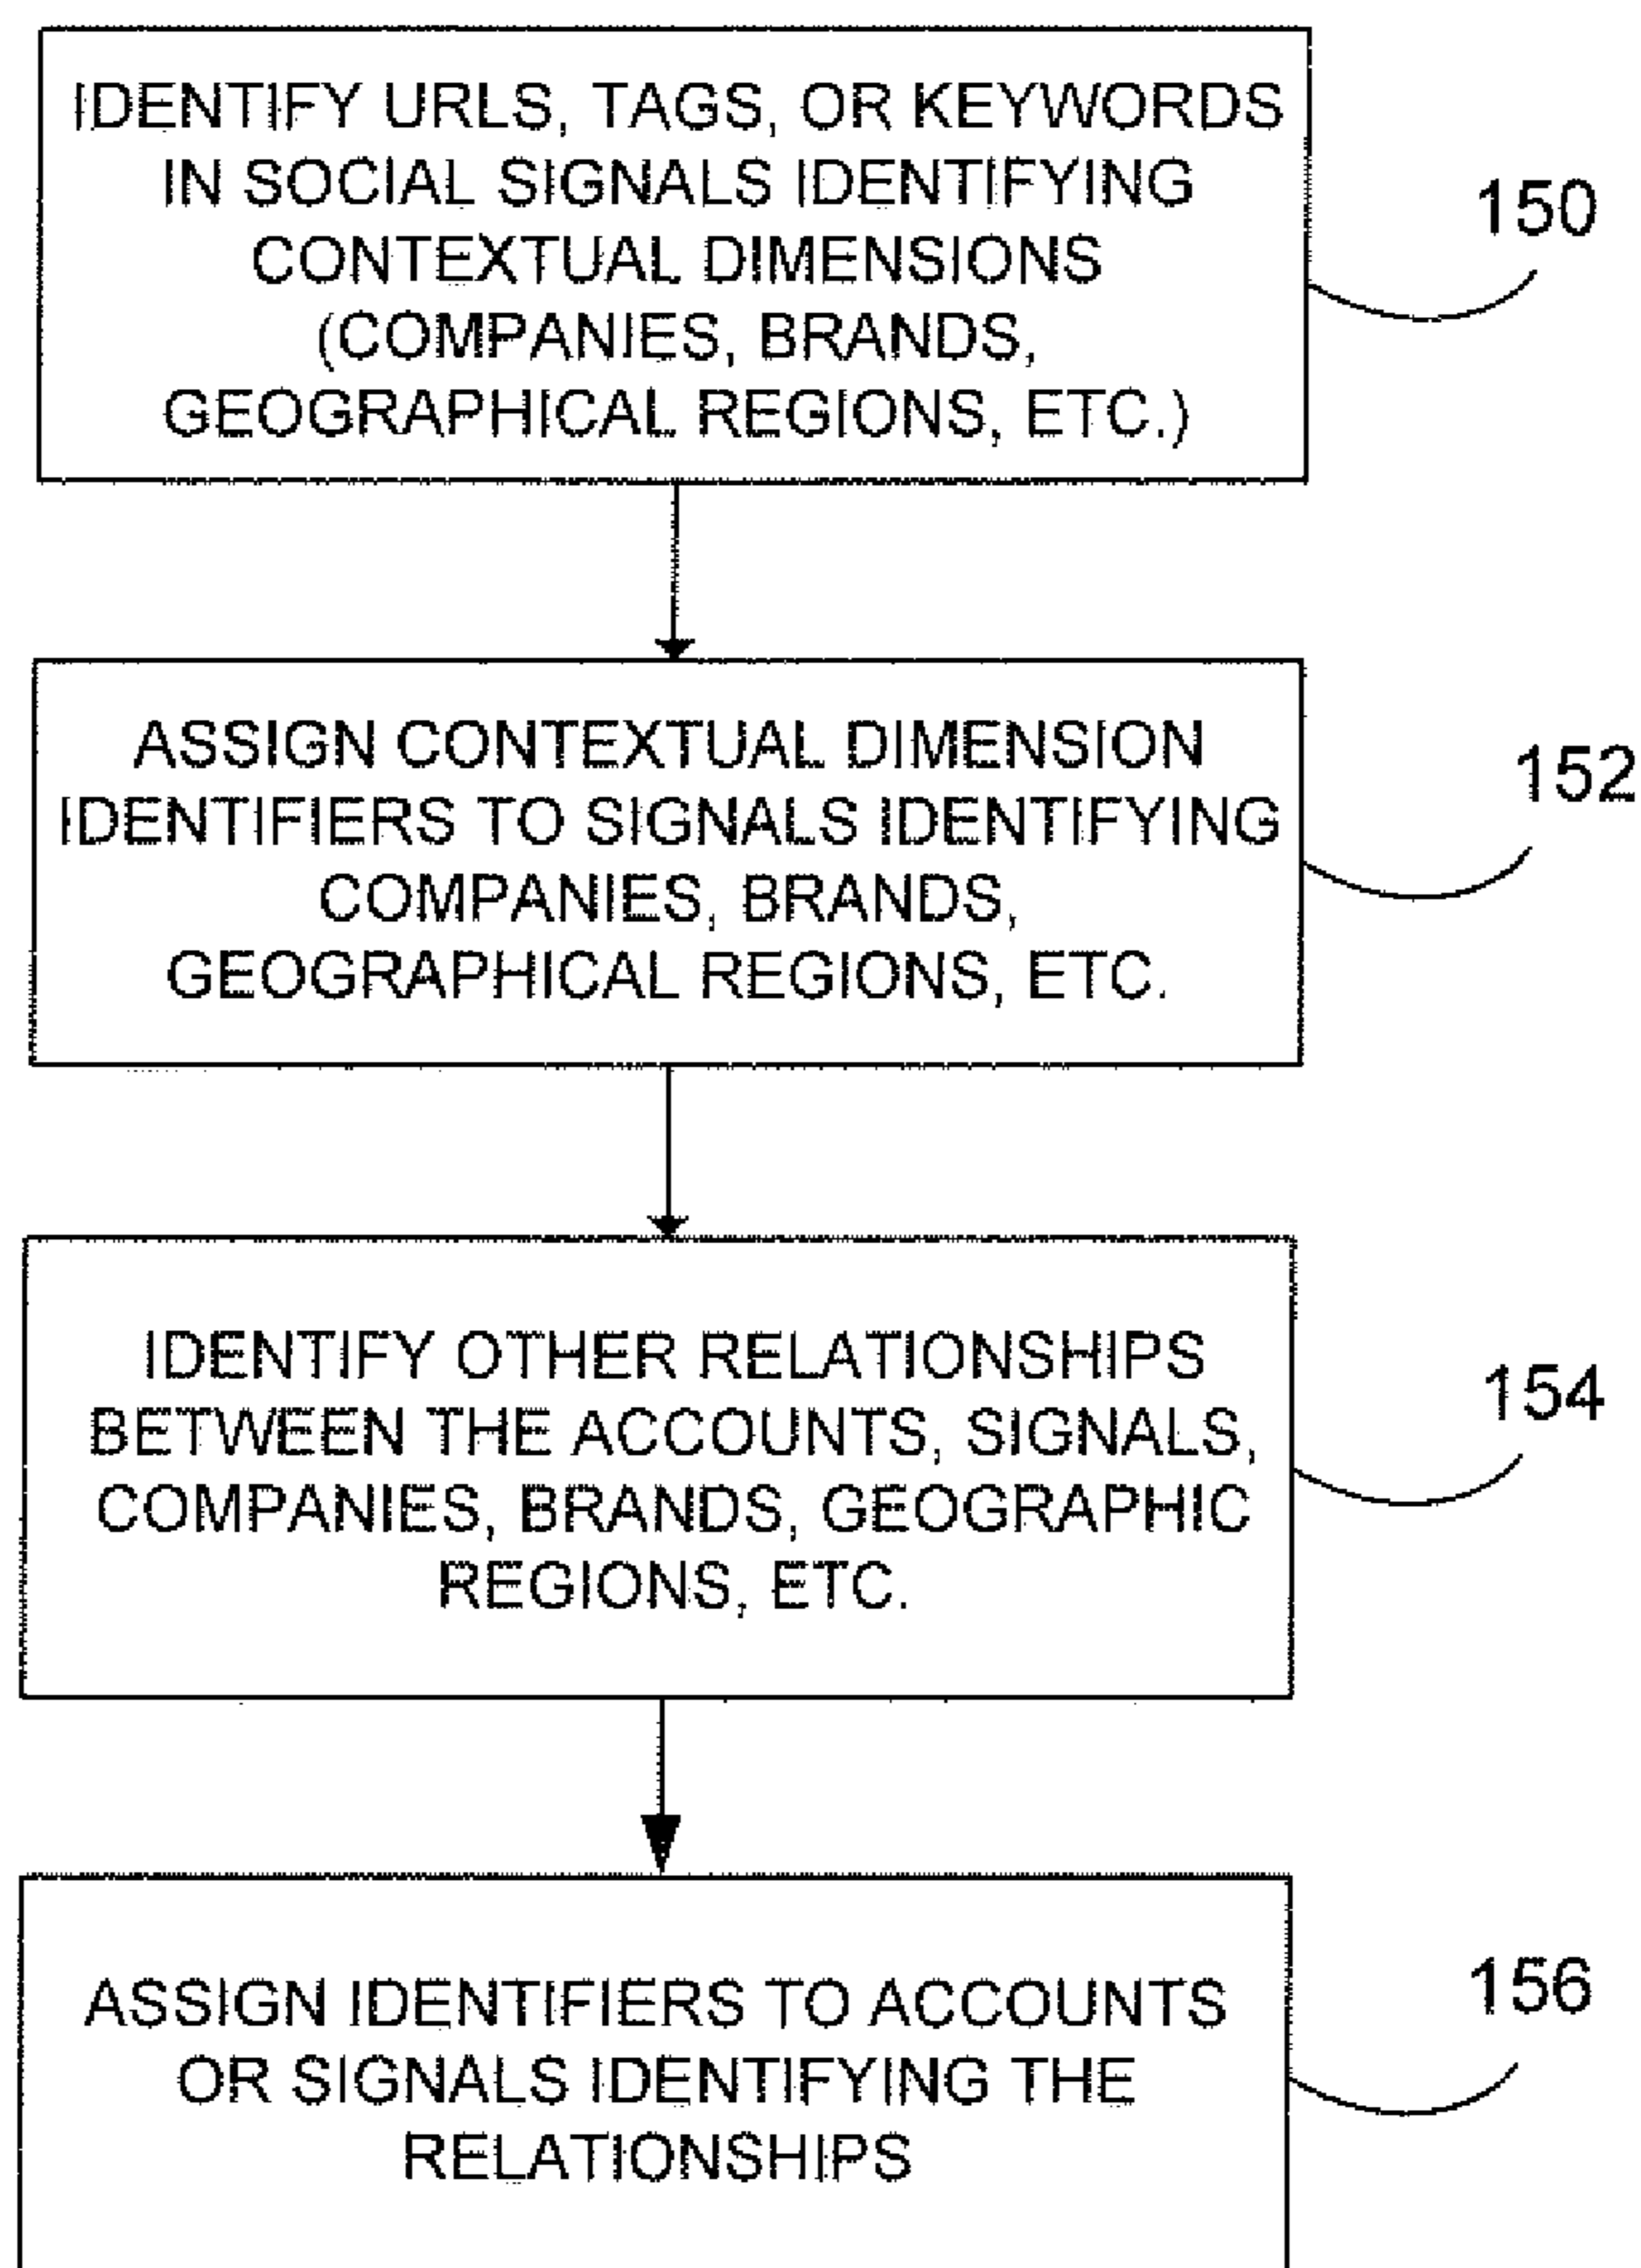 IDENTIFY URLS, TAGS, OR KEYWORDS
IN SOCIAL SIGNALS IDENTIFYING
CONTEXTUAL DIMENSIONS
(COMPANIES, BRANDS,
GEOGRAPHICAL REGIONS, ETC.)
150
ASSIGN CONTEXTUAL DIMENSION
IDENTIFIERS TO SIGNALS IDENTIFYING
COMPANIES, BRANDS,
GEOGRAPHICAL REGIONS, ETC.
152
IDENTIFY OTHER RELATIONSHIPS
BETWEEN THE ACCOUNTS, SIGNALS,
COMPANIES, BRANDS, GEOGRAPHIC
REGIONS, ETC.
154
ASSIGN IDENTIFIERS TO ACCOUNTS
OR SIGNALS IDENTIFYING THE
RELATIONSHIPS
156